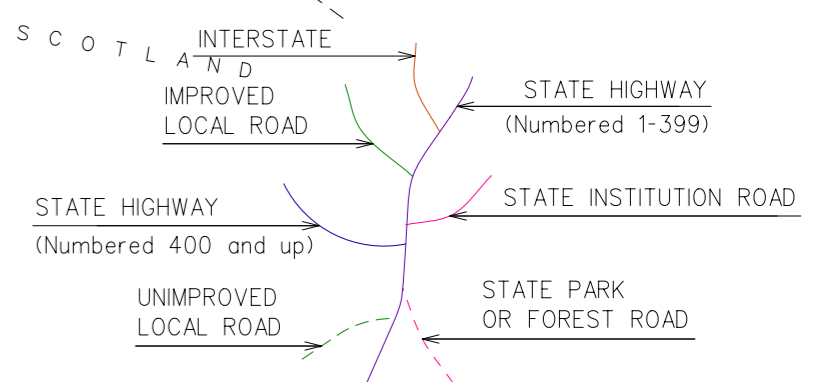 SCOTLAND
INTERSTATE
IMPROVED
LOCAL ROAD
STATE HIGHWAY
(Numbered 1-399)
STATE INSTITUTION ROAD
STATE HIGHWAY
(Numbered 400 and up)
UNIMPROVED
LOCAL ROAD
STATE PARK
OR FOREST ROAD